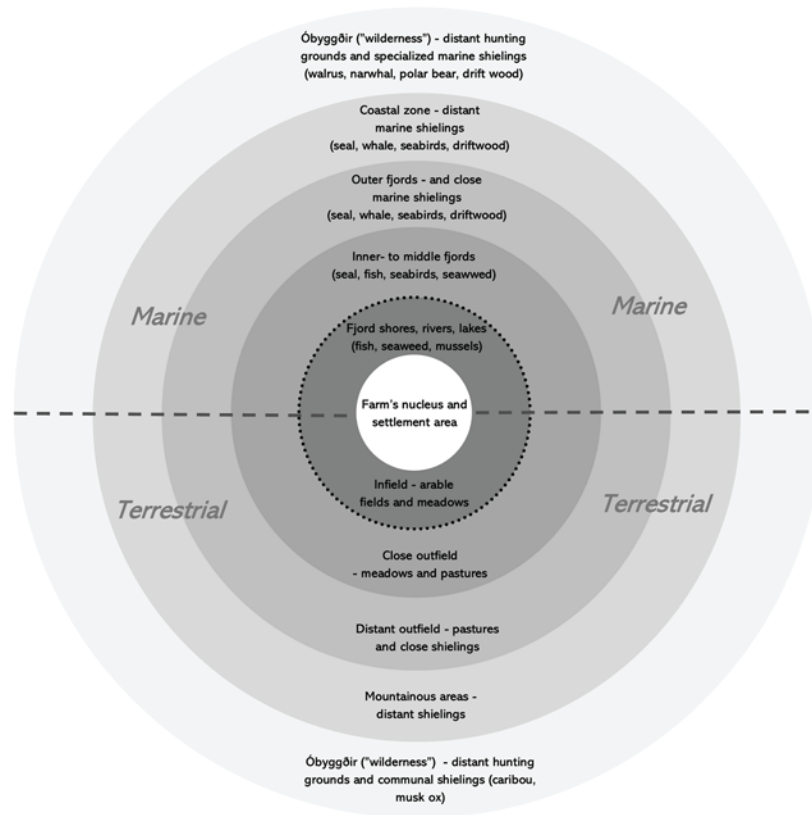 Óbyggðir ("wilderness") - distant hunting
grounds and specialized marine shielings
(walrus, narwhal, polar bear, drift wood)
Coastal zone - distant
marine shielings
(seal, whale, seabirds, driftwood)
Outer fjords - and close
marine shielings
(seal, whale, seabirds, driftwood)
Inner- to middle fjords
(seal, fish, seabirds, seawwed)
Marine
Marine
Fjord shores, rivers, lakes
(fish, seaweed, mussels)
Farm's nucleus and
settlement area
Infield - arable
fields and meadows
Terrestrial
Terrestrial
Close outfield
- meadows and pastures
Distant outfield - pastures
and close shielings
Mountainous areas -
distant shielings
Óbyggðir ("wilderness") - distant hunting
grounds and communal shielings (caribou,
musk ox)